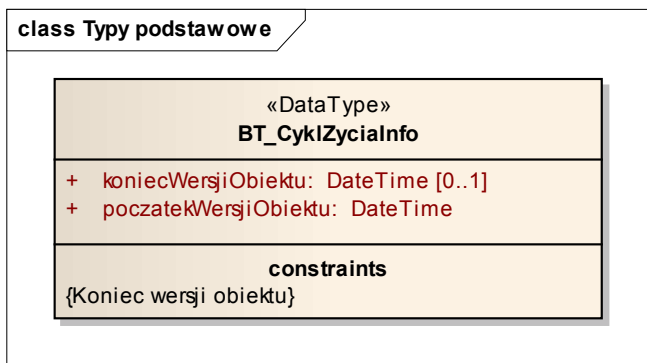 class Typy podstawowe
«DataType»
BT_CyklZyciaInfo
+ koniecWersjiObiektu: DateTime [0..1]
+ poczatekWersjiObiektu: DateTime
constraints
{Koniec wersji obiektu}